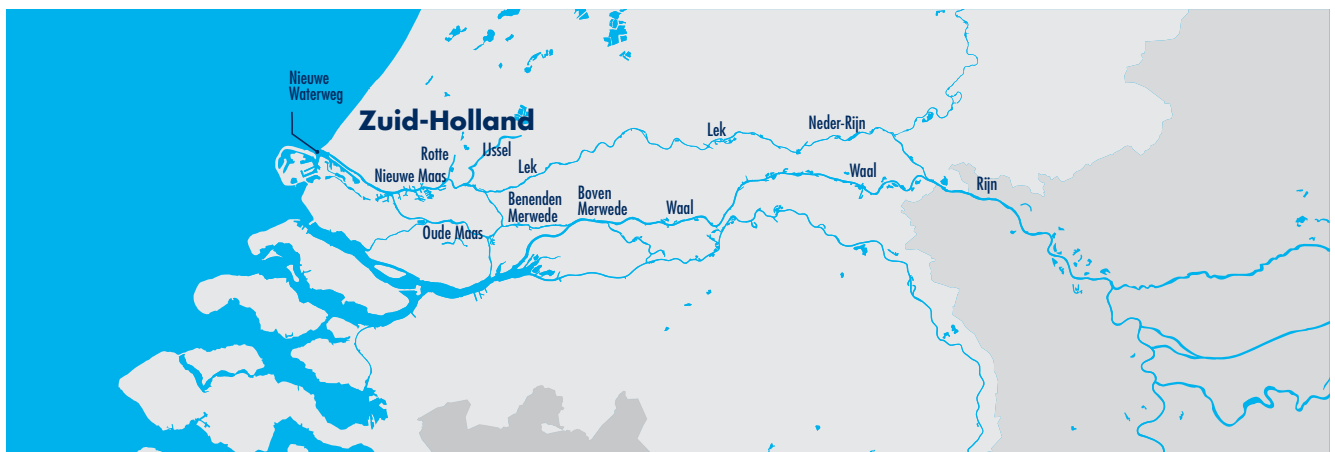 Nieuwe
Waterweg
Zuid-Holland
Rotte
IJssel
Nieuwe Maas
Lek
Lek
Neder-Rijn
Benenden
Merwede
Boven
Merwede
Waal
Waal
Rijn
Oude Maas